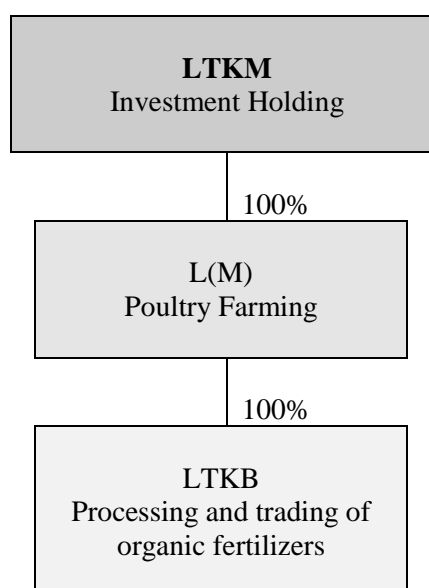 LTKM
Investment Holding
100%
L(M)
Poultry Farming
100%
LTKB
Processing and trading of
organic fertilizers